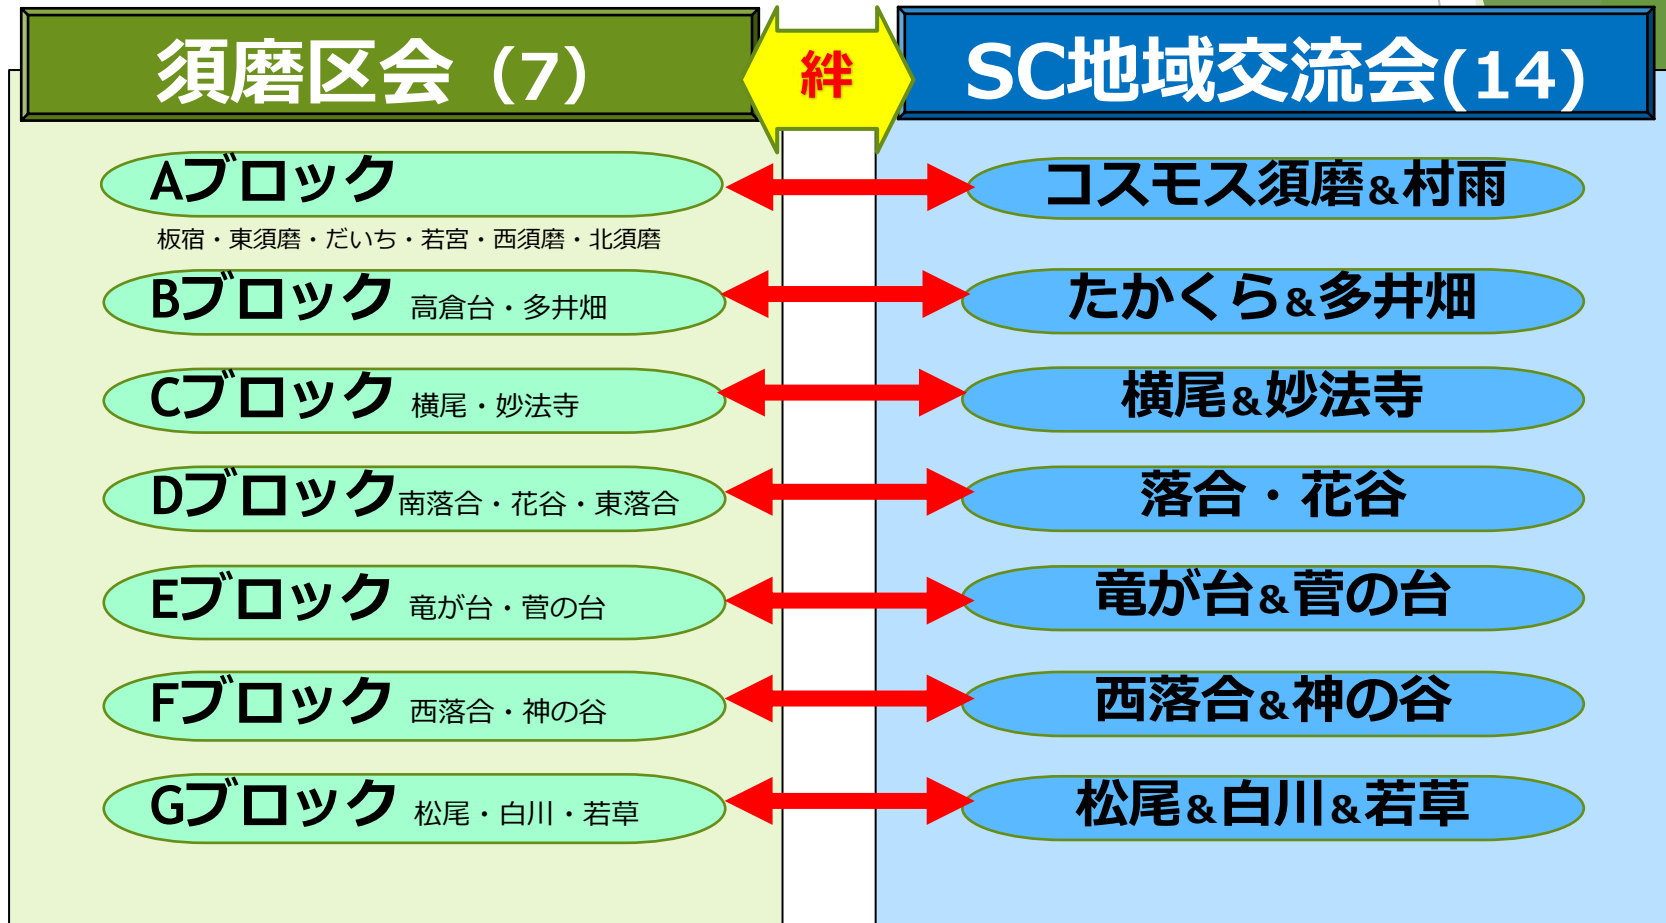 須磨区会（7）
絆
SC地域交流会(14)
Aブロック
板宿・東須磨・だいち・若宮・西須磨・北須磨
コスモス須磨&村雨
Bブロック 高倉台・多井畑
たかくら&多井畑
Cブロック 横尾・妙法寺
横尾&妙法寺
Dブロック南落合・花谷・東落合
落合・花谷
Eブロック 竜が台・菅の台
竜が台&菅の台
Fブロック 西落合・神の谷
西落合&神の谷
Gブロック 松尾・白川・若草
松尾&白川&若草